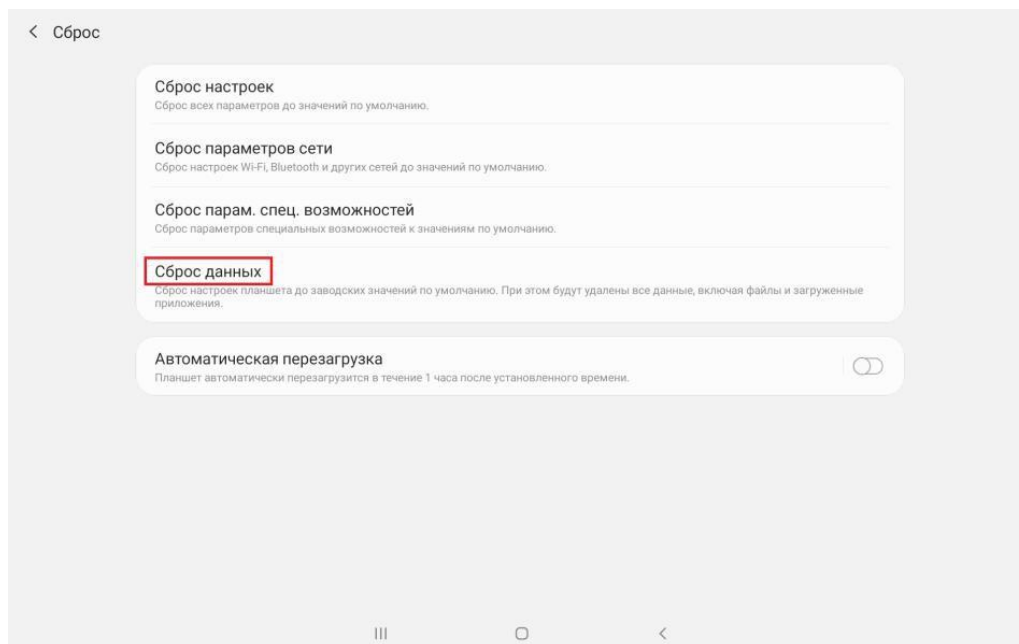 Сброс
Сброс настроек
Сброс всех параметров до значений по умолчанию.
Сброс параметров сети
Сброс настроек Wi-Fi, Bluetooth и других сетей до значений по умолчанию.
Сброс парам. спец. возможностей
Сброс параметров специальных возможностей к значениям по умолчанию.
Сброс данных
Сброс настроек планшета до заводских значений по умолчанию. При этом будут удалены все данные, включая файлы и загруженные
приложения.
Автоматическая перезагрузка
Планшет автоматически перезагрузится в течение 1 часа после установленного времени.